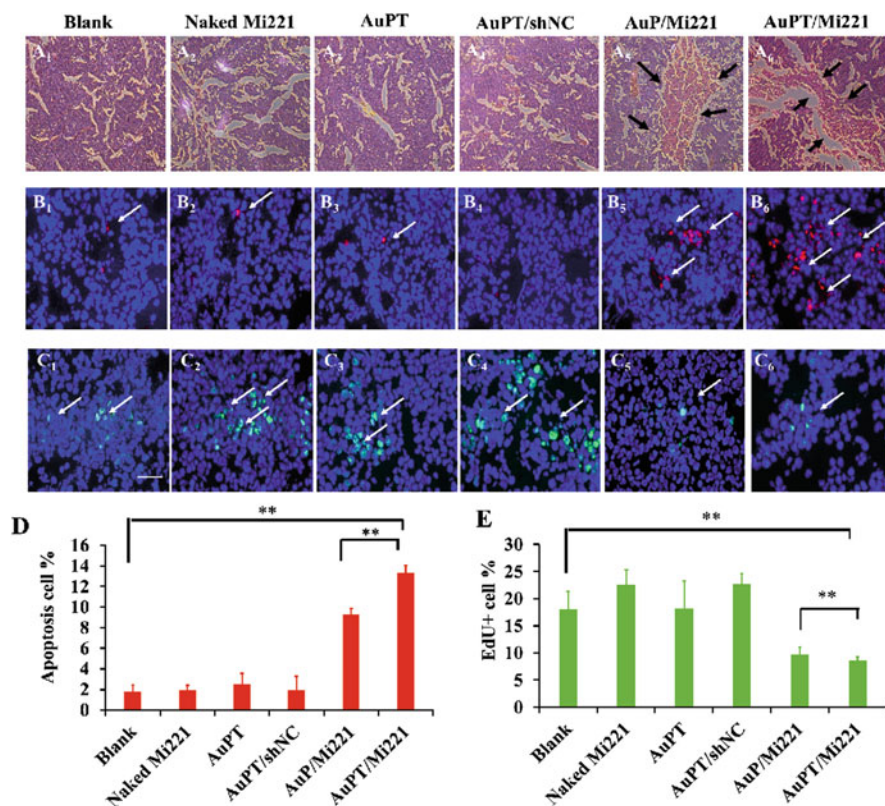 Blank Naked Mi221 AuPT AuPT/shNC AuP/Mi221 AuPT/Mi221
A1 A2 A3 A4 A5 A6
B1 B2 B3 B4 B5 B6
C1 C2 C3 C4 C5 C6
D
**
**
Apoptosis cell %
16
14
12
10
8
6
4
2
0
Blank
Naked Mi221
AuPT
AuPT/shNC
AuP/Mi221
AuPT/Mi221
E
**
**
EdU+ cell %
30
25
20
15
10
5
0
Blank
Naked Mi221
AuPT
AuPT/shNC
AuP/Mi221
AuPT/Mi221